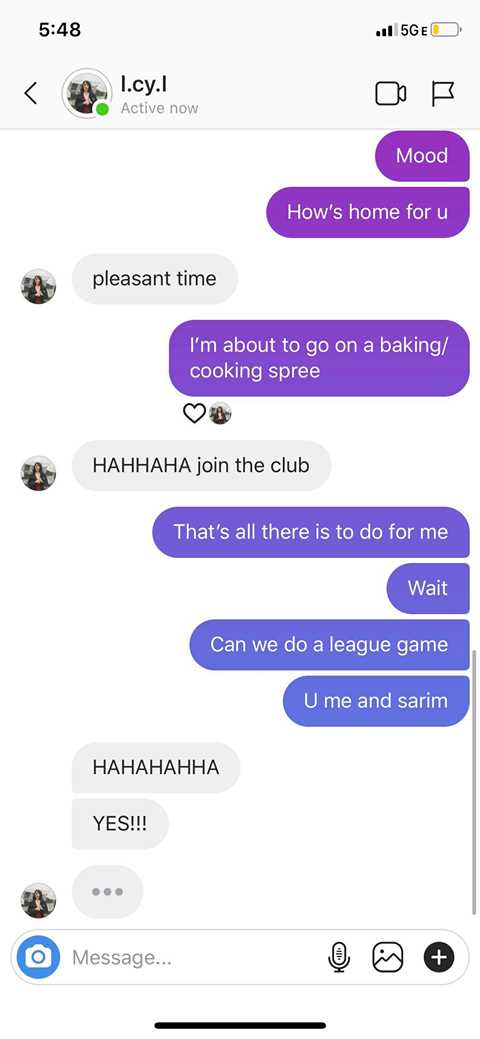 5:48
5GE
l.cy.l
Active now
Mood
How’s home for u
pleasant time
I’m about to go on a baking/
cooking spree
HAHHAHA join the club
That’s all there is to do for me
Wait
Can we do a league game
U me and sarim
HAHAHAHHA
YES!!!
Message...